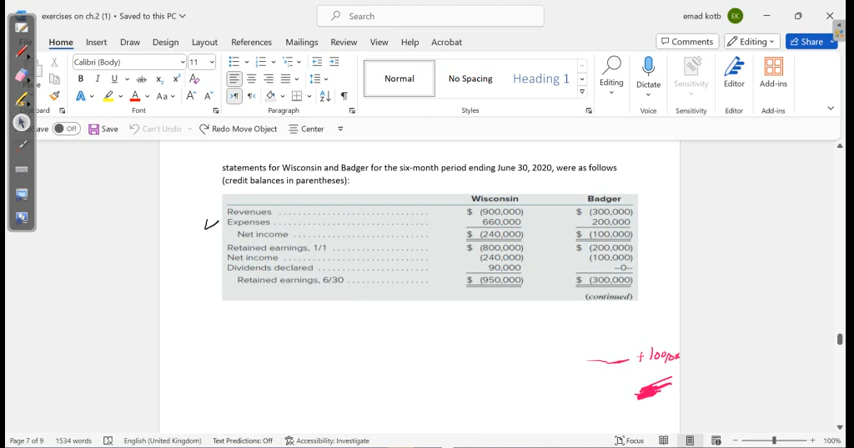 exercises on ch.2 (1) • Saved to this PC
Search
emad kotb
EK
File
Home
Insert
Draw
Design
Layout
References
Mailings
Review
View
Help
Acrobat
Comments
Editing
Share
Calibri (Body)
11
Normal
No Spacing
Heading 1
Editing
Dictate
Sensitivity
Editor
Add-ins
Clipboard
Font
Paragraph
Styles
Voice
Sensitivity
Editor
Add-ins
Off
Save
Can't Undo
Redo Move Object
Center
statements for Wisconsin and Badger for the six-month period ending June 30, 2020, were as follows
(credit balances in parentheses):
Wisconsin Badger
Revenues $ (900,000) $ (300,000)
Expenses 660,000 200,000
Net income $ (240,000) $ (100,000)
Retained earnings, 1/1 $ (800,000) $ (200,000)
Net income (240,000) (100,000)
Dividends declared 90,000 –0–
Retained earnings, 6/30 $ (950,000) $ (300,000)
(continued)
Page 7 of 9
1534 words
English (United Kingdom)
Text Predictions: Off
Accessibility: Investigate
Focus
100%